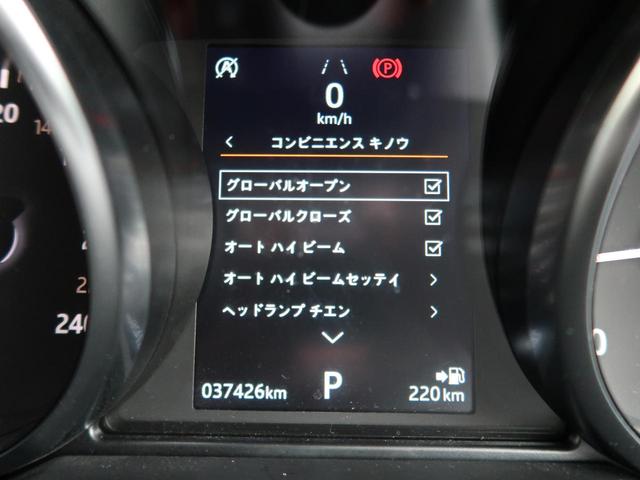 0
km/h
コンビニエンス キノウ
グローバルオープン
グローバルクローズ
オート ハイ ビーム
オート ハイ ビームセッテイ
ヘッドランプ チエン
037426km
P
220 km
240
0